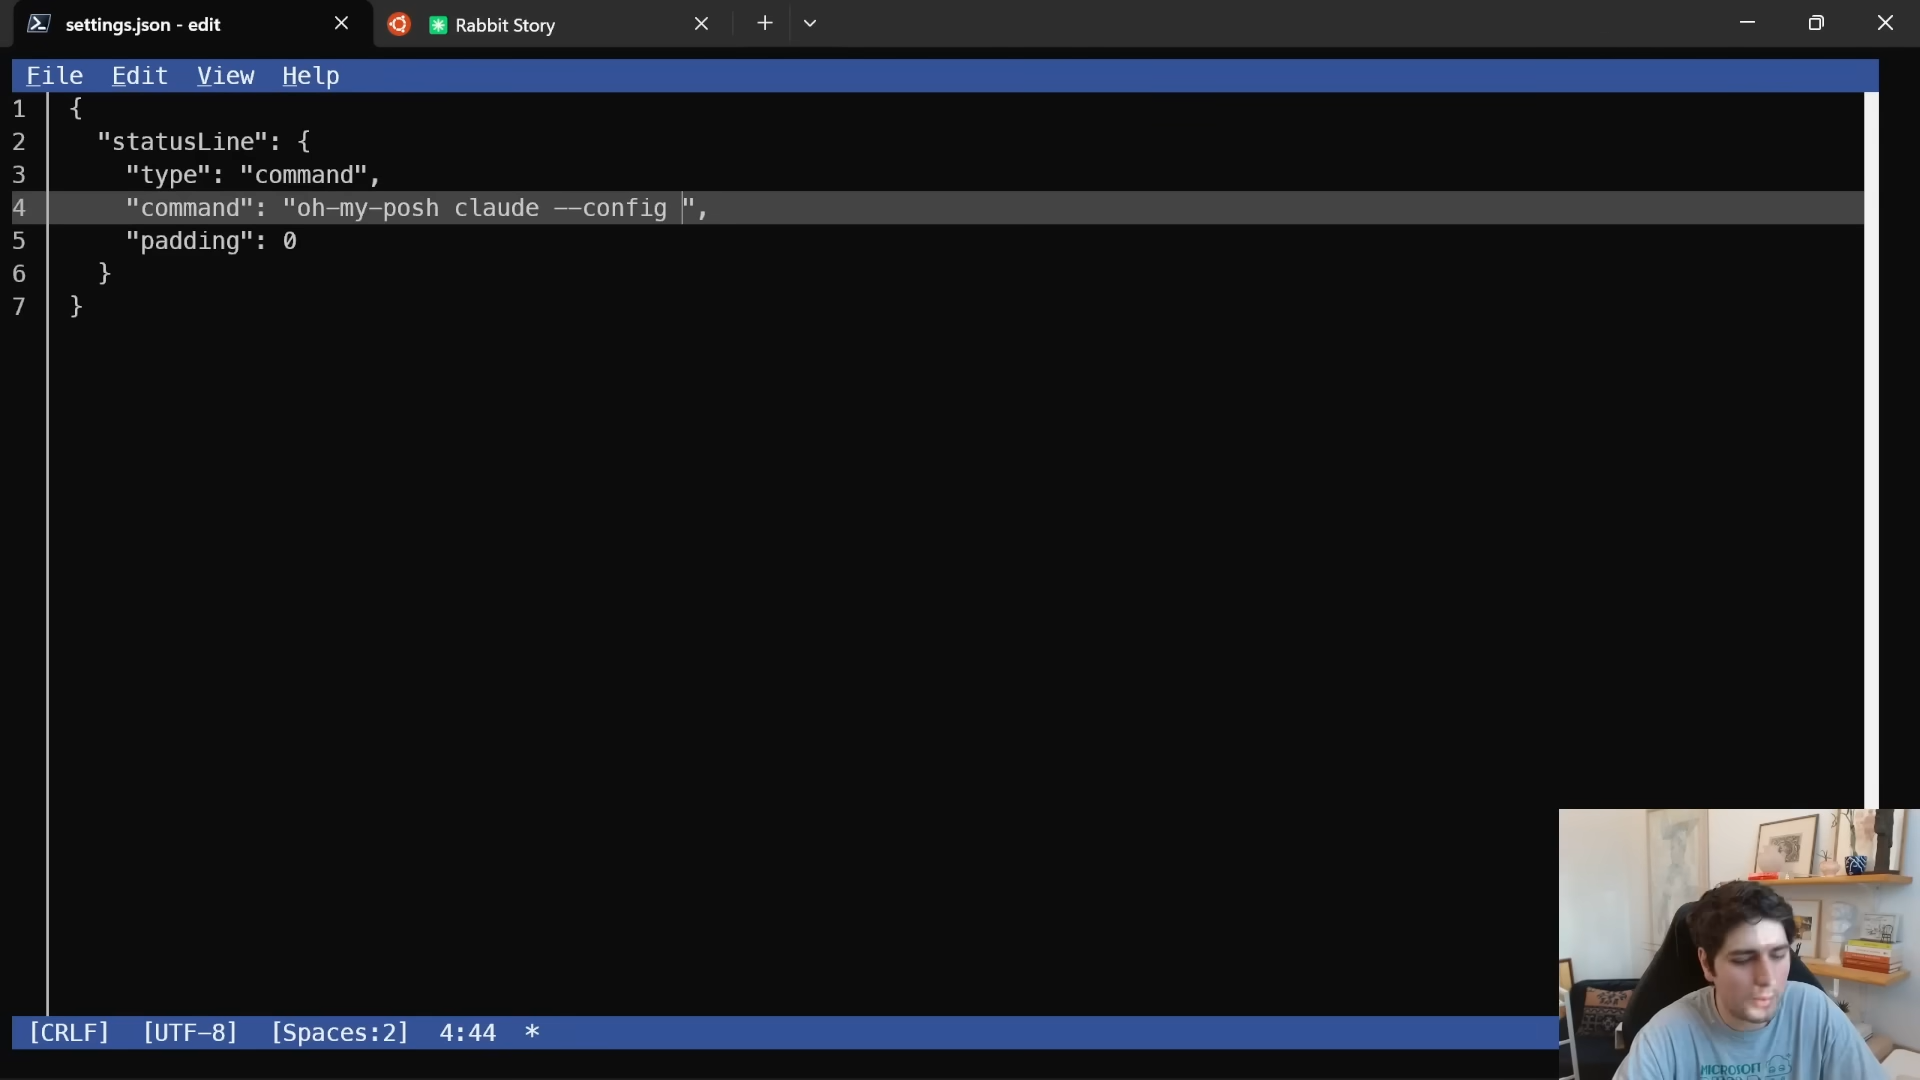 settings.json - edit
Rabbit Story
File Edit View Help
1 {
2 "statusLine": {
3 "type": "command",
4 "command": "oh-my-posh claude --config ",
5 "padding": 0
6 }
7 }
[CRLF] [UTF-8] [Spaces:2] 4:44 *
MICROSOFT